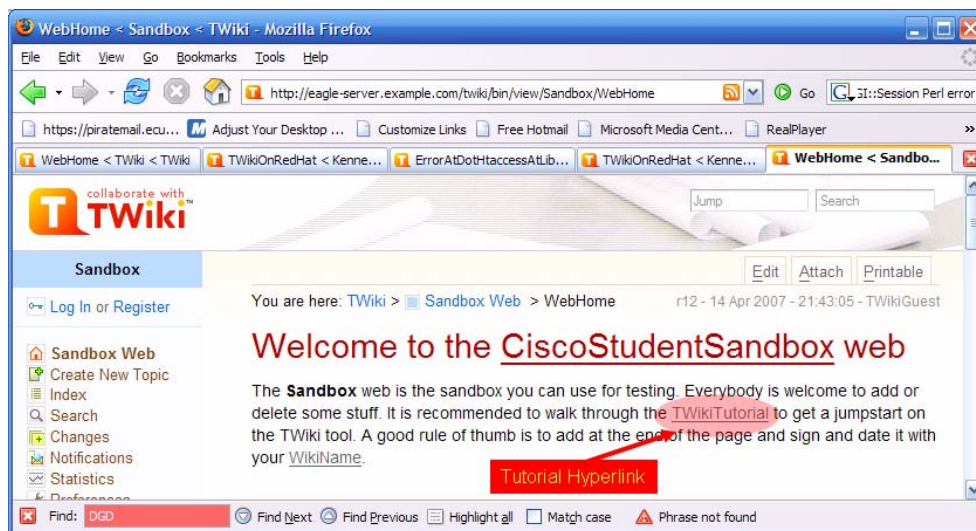 WebHome < Sandbox < TWiki - Mozilla Firefox
File Edit View Go Bookmarks Tools Help
http://eagle-server.example.com/twiki/bin/view/Sandbox/WebHome Go I::Session Perl error
https://piratemail.ecu... Adjust Your Desktop ... Customize Links Free Hotmail Microsoft Media Cent... RealPlayer »
WebHome < TWiki < TWiki TWikiOnRedHat < Kenne... ErrorAtDotHtaccessAtLib... TWikiOnRedHat < Kenne... WebHome < Sandbo...
collaborate with
TWiki™
Jump Search
Sandbox
Edit Attach Printable
Log In or Register
You are here: TWiki > Sandbox Web > WebHome r12 - 14 Apr 2007 - 21:43:05 - TWikiGuest
Sandbox Web
Create New Topic
Index
Search
Changes
Notifications
Statistics
Preferences
Welcome to the CiscoStudentSandbox web
The Sandbox web is the sandbox you can use for testing. Everybody is welcome to add or
delete some stuff. It is recommended to walk through the TWikiTutorial to get a jumpstart on
the TWiki tool. A good rule of thumb is to add at the end of the page and sign and date it with
your WikiName.
Tutorial Hyperlink
Find: DGD Find Next Find Previous Highlight all Match case Phrase not found